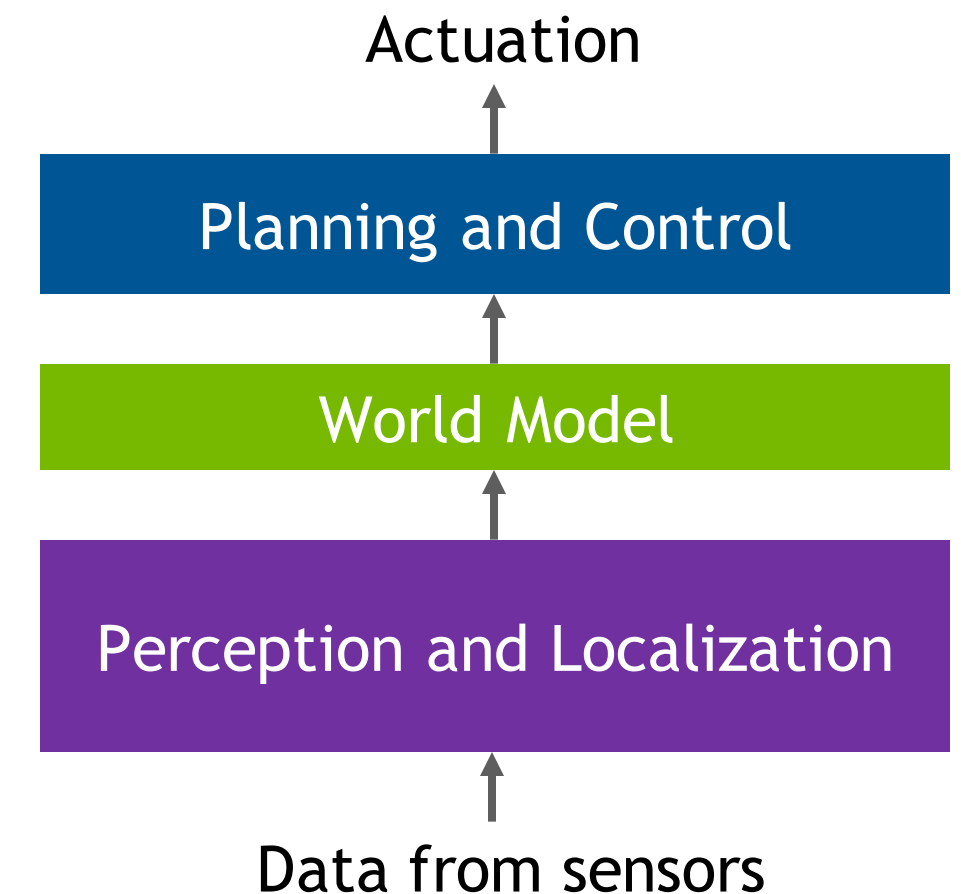 Actuation
Planning and Control
World Model
Perception and Localization
Data from sensors